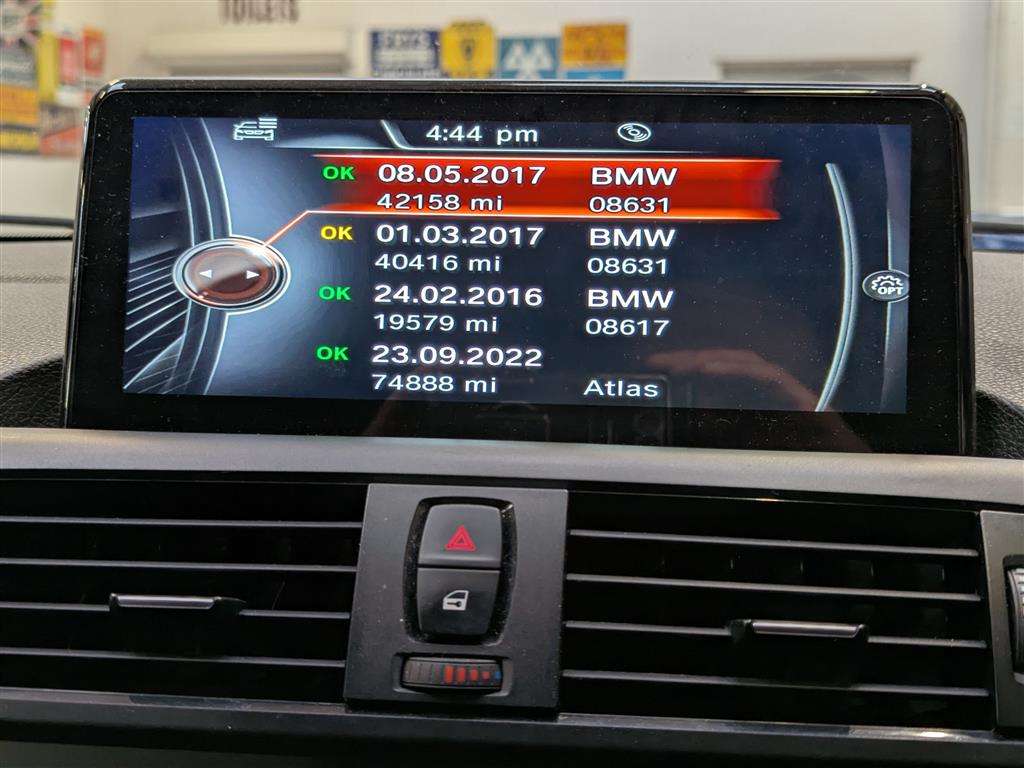 TOILETS
4:44 pm
OK 08.05.2017 BMW
42158 mi 08631
OK 01.03.2017 BMW
40416 mi 08631
OPT
OK 24.02.2016 BMW
19579 mi 08617
OK 23.09.2022
74888 mi Atlas